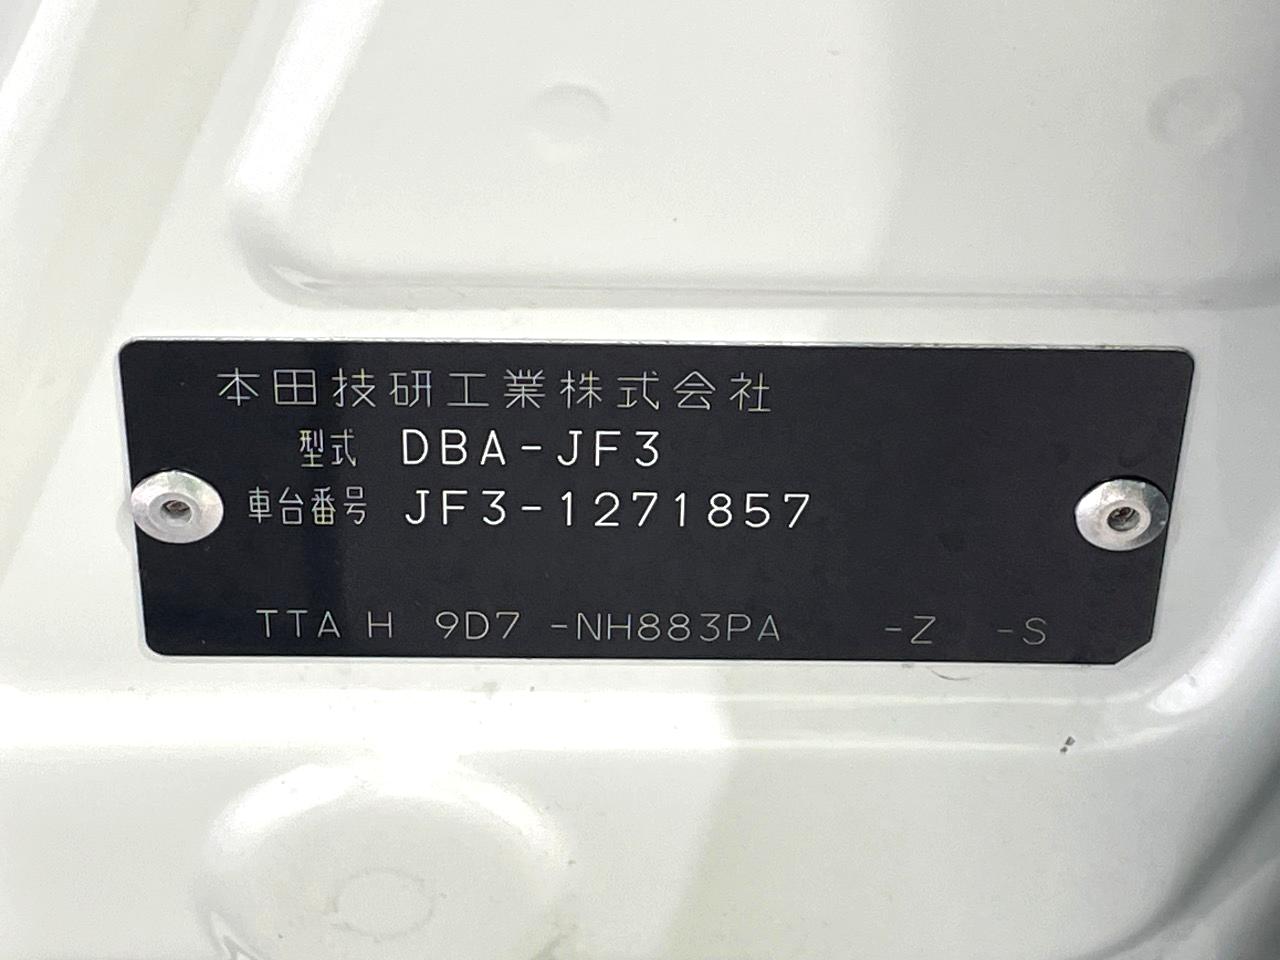 本田技研工業株式会社
型式 DBA-JF3
車台番号 JF3-1271857
TTA H 9D7 -NH883PA -Z -S